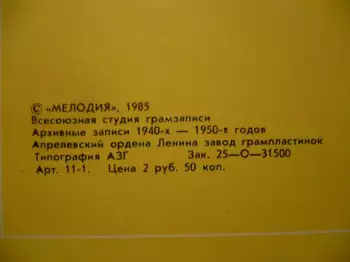 © «МЕЛОДИЯ», 1985
Всесоюзная студия грамзаписи
Архивные записи 1940-х — 1950-х годов
Апрелевский ордена Ленина завод грампластинок
Типография АЗГ Зак. 25—О—31500
Арт. 11-1. Цена 2 руб. 50 коп.